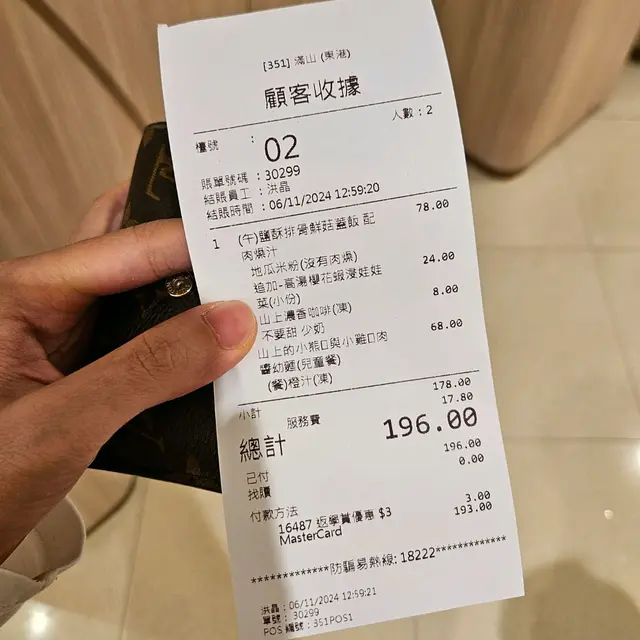 [351] 滿山 (東港)
顧客收據
人數：2
檯號 : 02
賬單號碼 : 30299
結賬員工 : 洪晶
結賬時間 : 06/11/2024 12:59:20
1 (午)鹽酥排骨鮮菇蓋飯 配 78.00
肉燥汁
地瓜米粉(沒有肉燥)
追加-高湯櫻花蝦浸娃娃 24.00
菜(小份)
山上濃香咖啡(凍) 8.00
不要甜 少奶
山上的小熊口與小雞口肉 68.00
醬幼麵(兒童餐)
(餐)橙汁(凍)
小計 178.00
服務費 17.80
總計 196.00
已付 196.00
找贖 0.00
付款方法
16487 返學賞優惠 $3 3.00
MasterCard 193.00
*************防騙易熱線: 18222************
洪晶 : 06/11/2024 12:59:21
單號 : 30299
POS 編號 : 351POS1